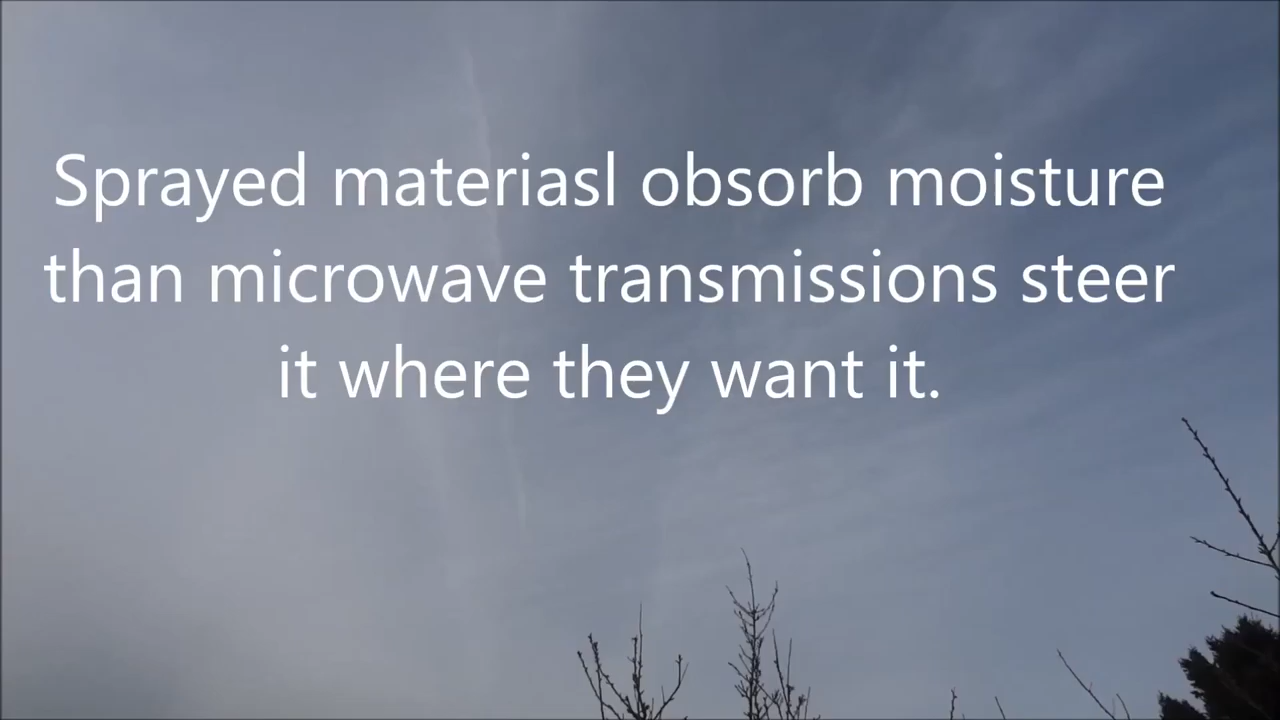 Sprayed materiasl obsorb moisture
than microwave transmissions steer
it where they want it.